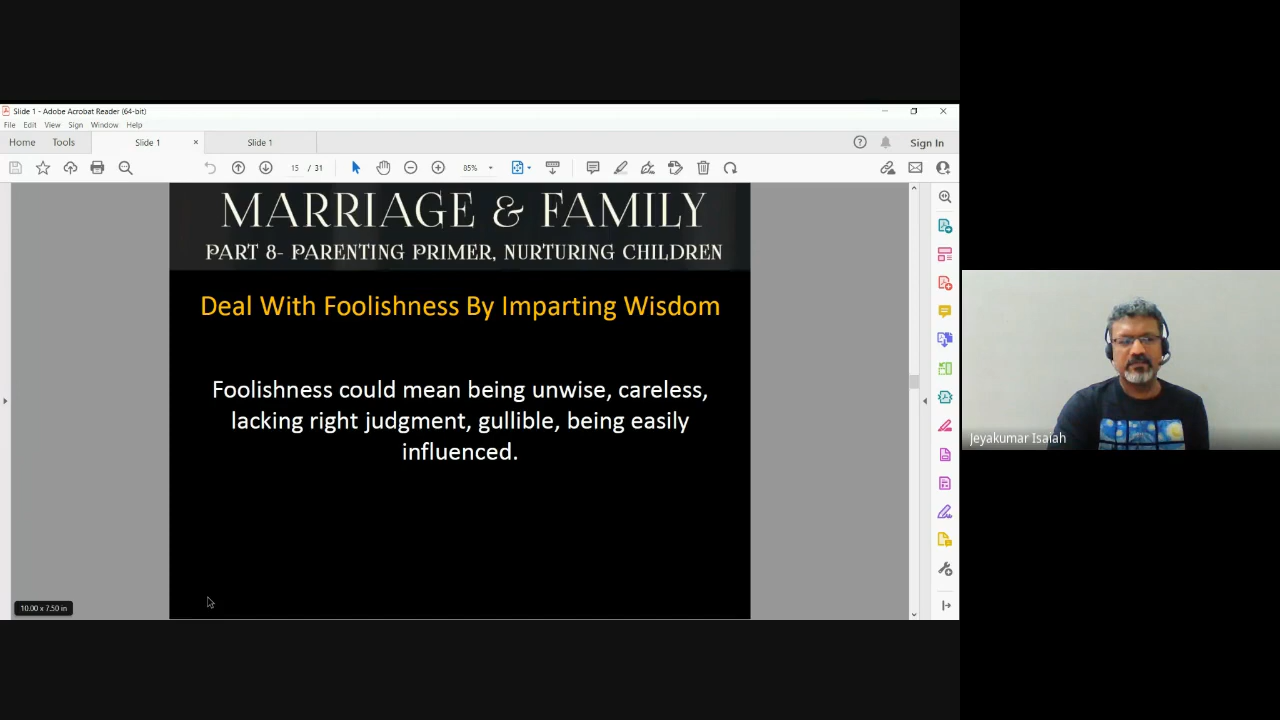 Slide 1 - Adobe Acrobat Reader (64-bit)
File Edit View Sign Window Help
Home Tools Slide 1 × Slide 1 Sign In
15 / 31 85%
MARRIAGE & FAMILY
PART 8- PARENTING PRIMER, NURTURING CHILDREN
Deal With Foolishness By Imparting Wisdom
Foolishness could mean being unwise, careless,
lacking right judgment, gullible, being easily
influenced.
10.00 x 7.50 in
Jeyakumar Isaiah